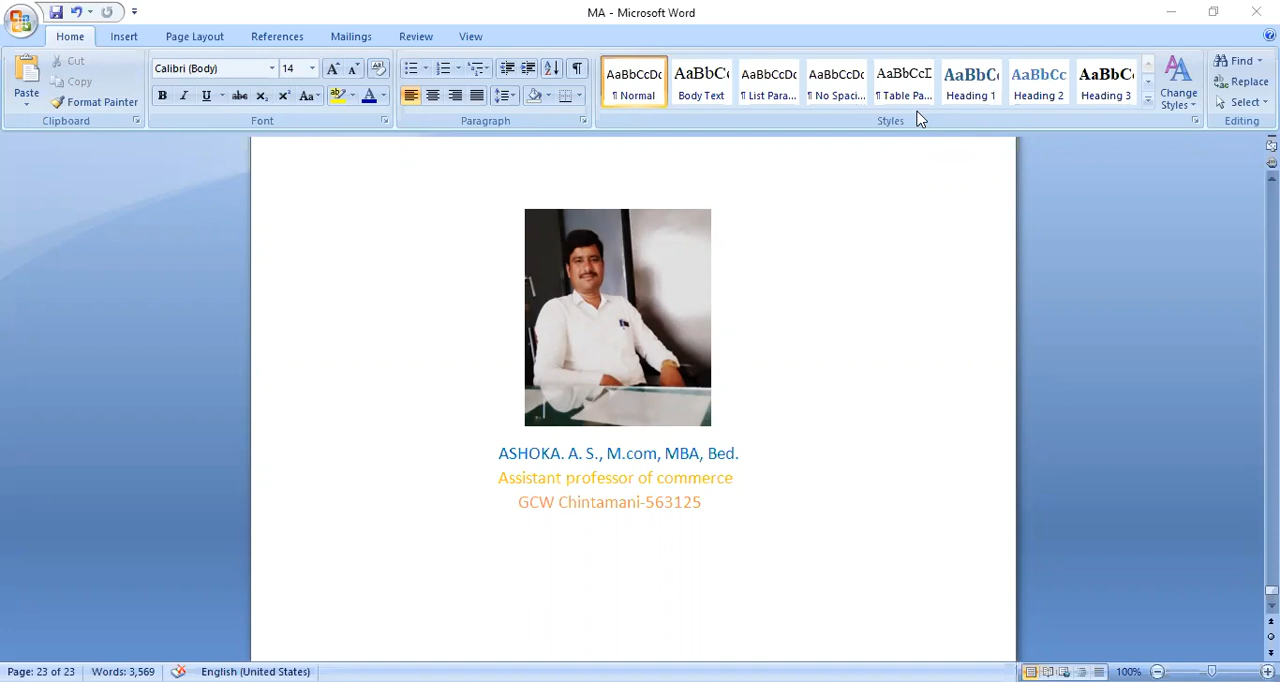 MA - Microsoft Word
Home Insert Page Layout References Mailings Review View
Cut
Copy
Format Painter
Paste
Clipboard
Calibri (Body) 14
Font
Paragraph
AaBbCcDc AaBbC AaBbCcDc AaBbCcDc AaBbCcD AaBbC AaBbCc AaBbC
¶ Normal Body Text ¶ List Para... ¶ No Spaci... ¶ Table Pa... Heading 1 Heading 2 Heading 3
Change Styles
Styles
Find
Replace
Select
Editing
ASHOKA. A. S., M.com, MBA, Bed.
Assistant professor of commerce
GCW Chintamani-563125
Page: 23 of 23 Words: 3,569 English (United States) 100%